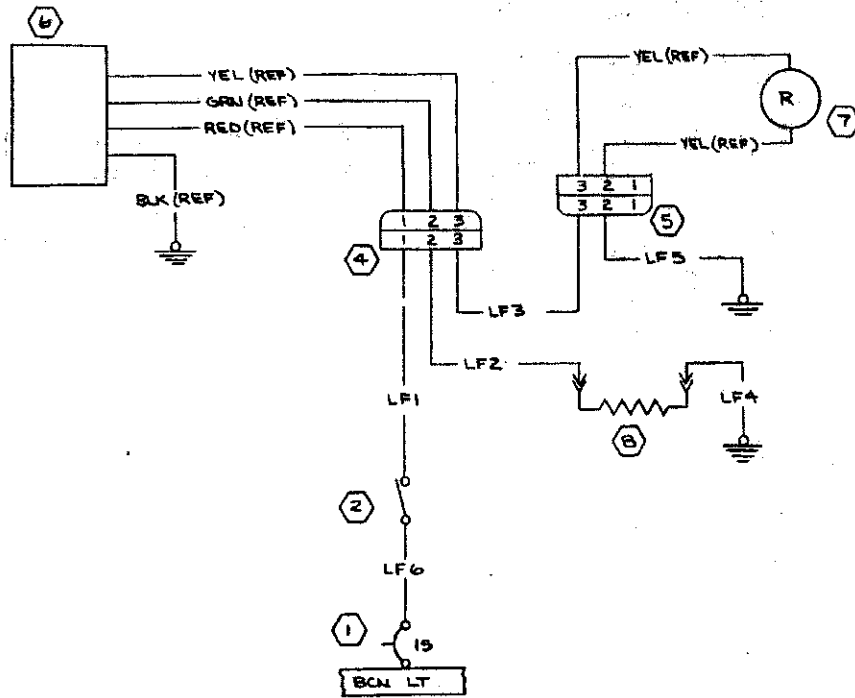 6
YEL (REF)
GRN (REF)
RED (REF)
BLK (REF)
YEL (REF)
R
7
YEL (REF)
3 2 1
3 2 1
5
1 2 3
1 2 3
4
LF5
LF3
LF2
LF4
8
LF1
2
LF6
1
15
BCN LT